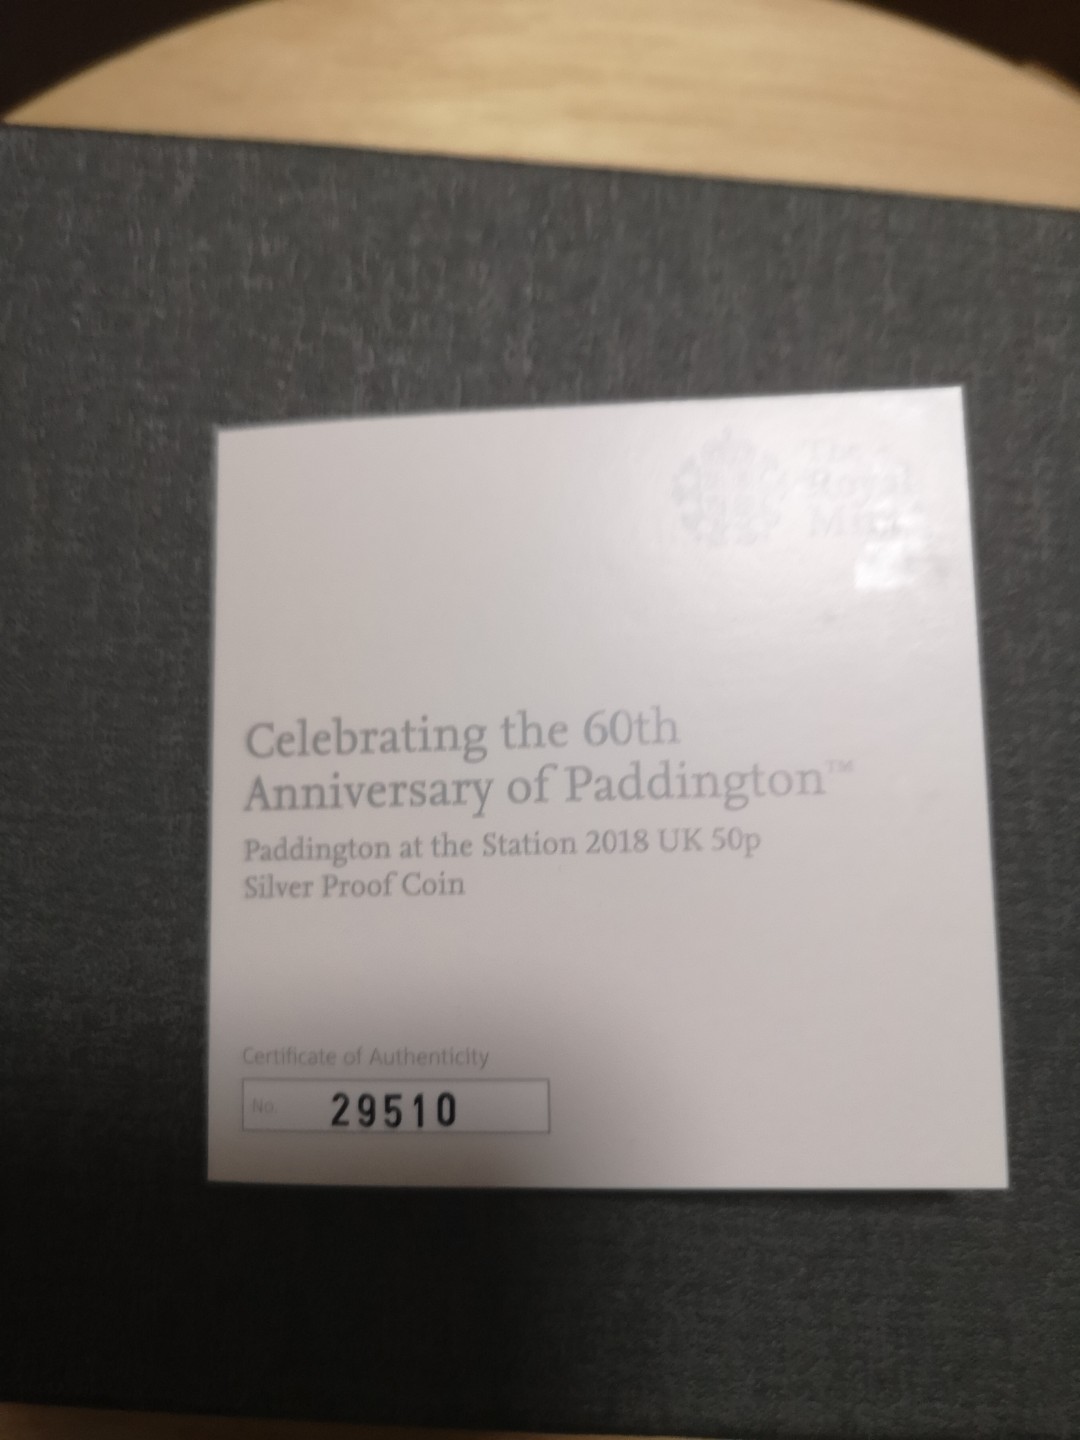 The
Royal
Mint
Celebrating the 60th
Anniversary of Paddington™
Paddington at the Station 2018 UK 50p
Silver Proof Coin
Certificate of Authenticity
No. 29510